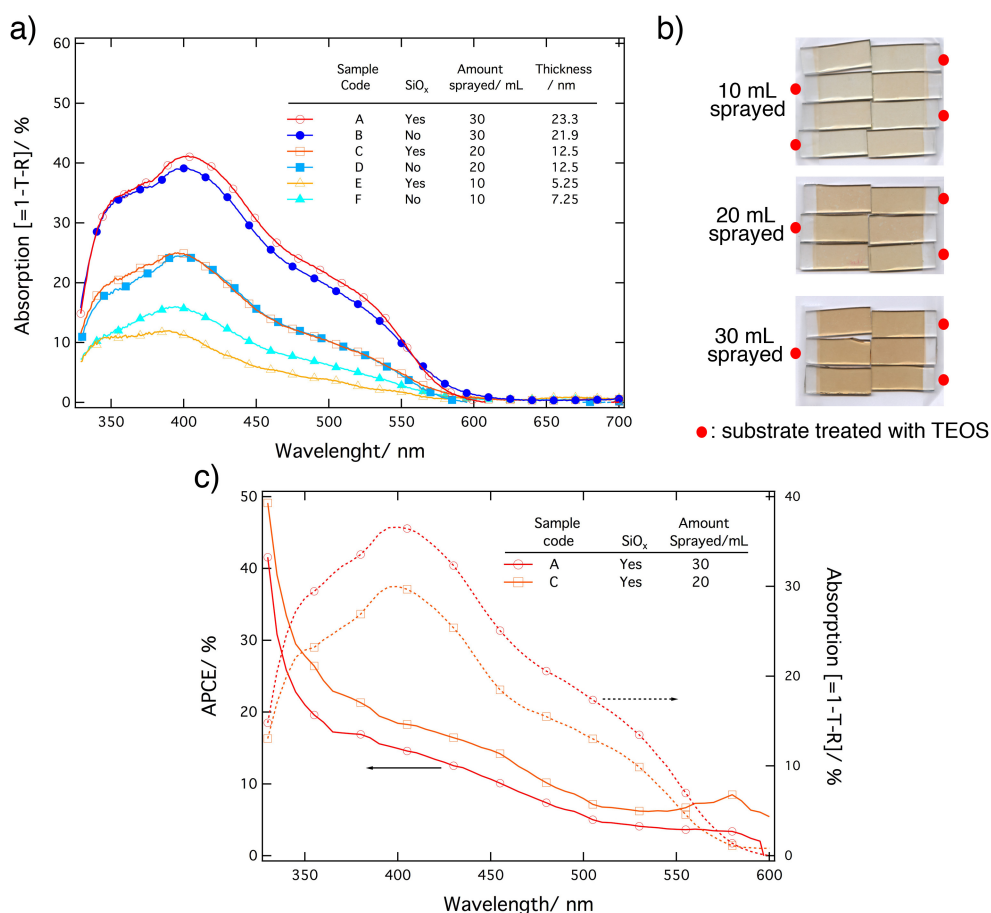 a)
60
50
40
30
20
10
0
Absorption [=1-T-R]/ %
Sample Amount Thickness
Code SiOx sprayed/ mL / nm
A Yes 30 23.3
B No 30 21.9
C Yes 20 12.5
D No 20 12.5
E Yes 10 5.25
F No 10 7.25
350 400 450 500 550 600 650 700
Wavelenght/ nm
b)
10 mL
sprayed
20 mL
sprayed
30 mL
sprayed
: substrate treated with TEOS
c)
50
40
30
20
10
0
APCE/ %
Sample Amount
code SiOx Sprayed/mL
A Yes 30
C Yes 20
40
30
20
10
0
Absorption [=1-T-R]/ %
350 400 450 500 550 600
Wavelength/ nm